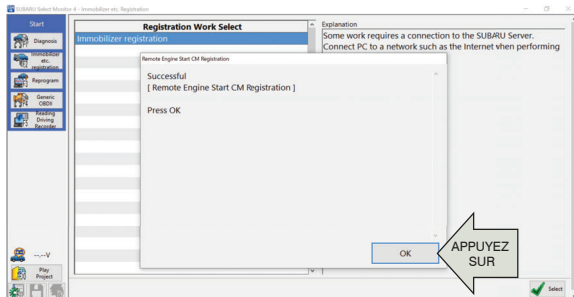 SUBARU Select Monitor 4 - Immobilizer etc. Registration
Start
Diagnosis
Immobilizer
etc.
registration
Reprogram
Generic
OBDII
Reading
Driving
Recorder
--.--V
Play
Project
Registration Work Select
Immobilizer registration
Explanation
Some work requires a connection to the SUBARU Server.
Connect PC to a network such as the Internet when performing
Remote Engine Start CM Registration
Successful
[ Remote Engine Start CM Registration ]
Press OK
OK
APPUYEZ
SUR
Select